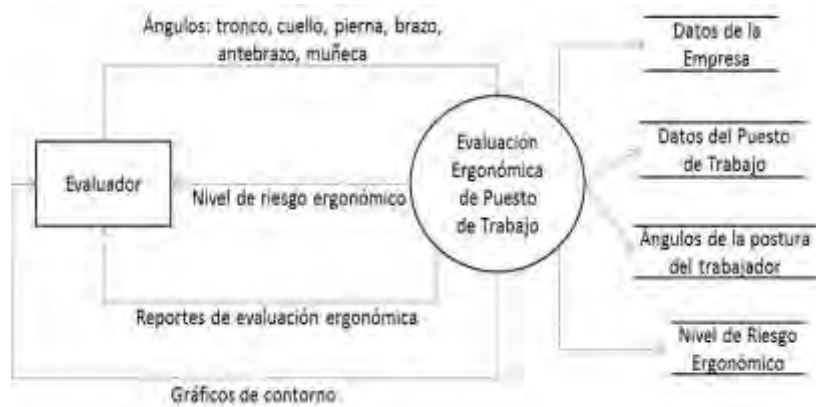 Ángulos: tronco, cuello, pierna, brazo,
antebrazo, muñeca
Evaluador
Nivel de riesgo ergonómico
Reportes de evaluación ergonómica
Gráficos de contorno
Evaluación
Ergonómica
de Puesto
de Trabajo
Datos de la
Empresa
Datos del Puesto
de Trabajo
Ángulos de la postura
del trabajador
Nivel de Riesgo
Ergonómico